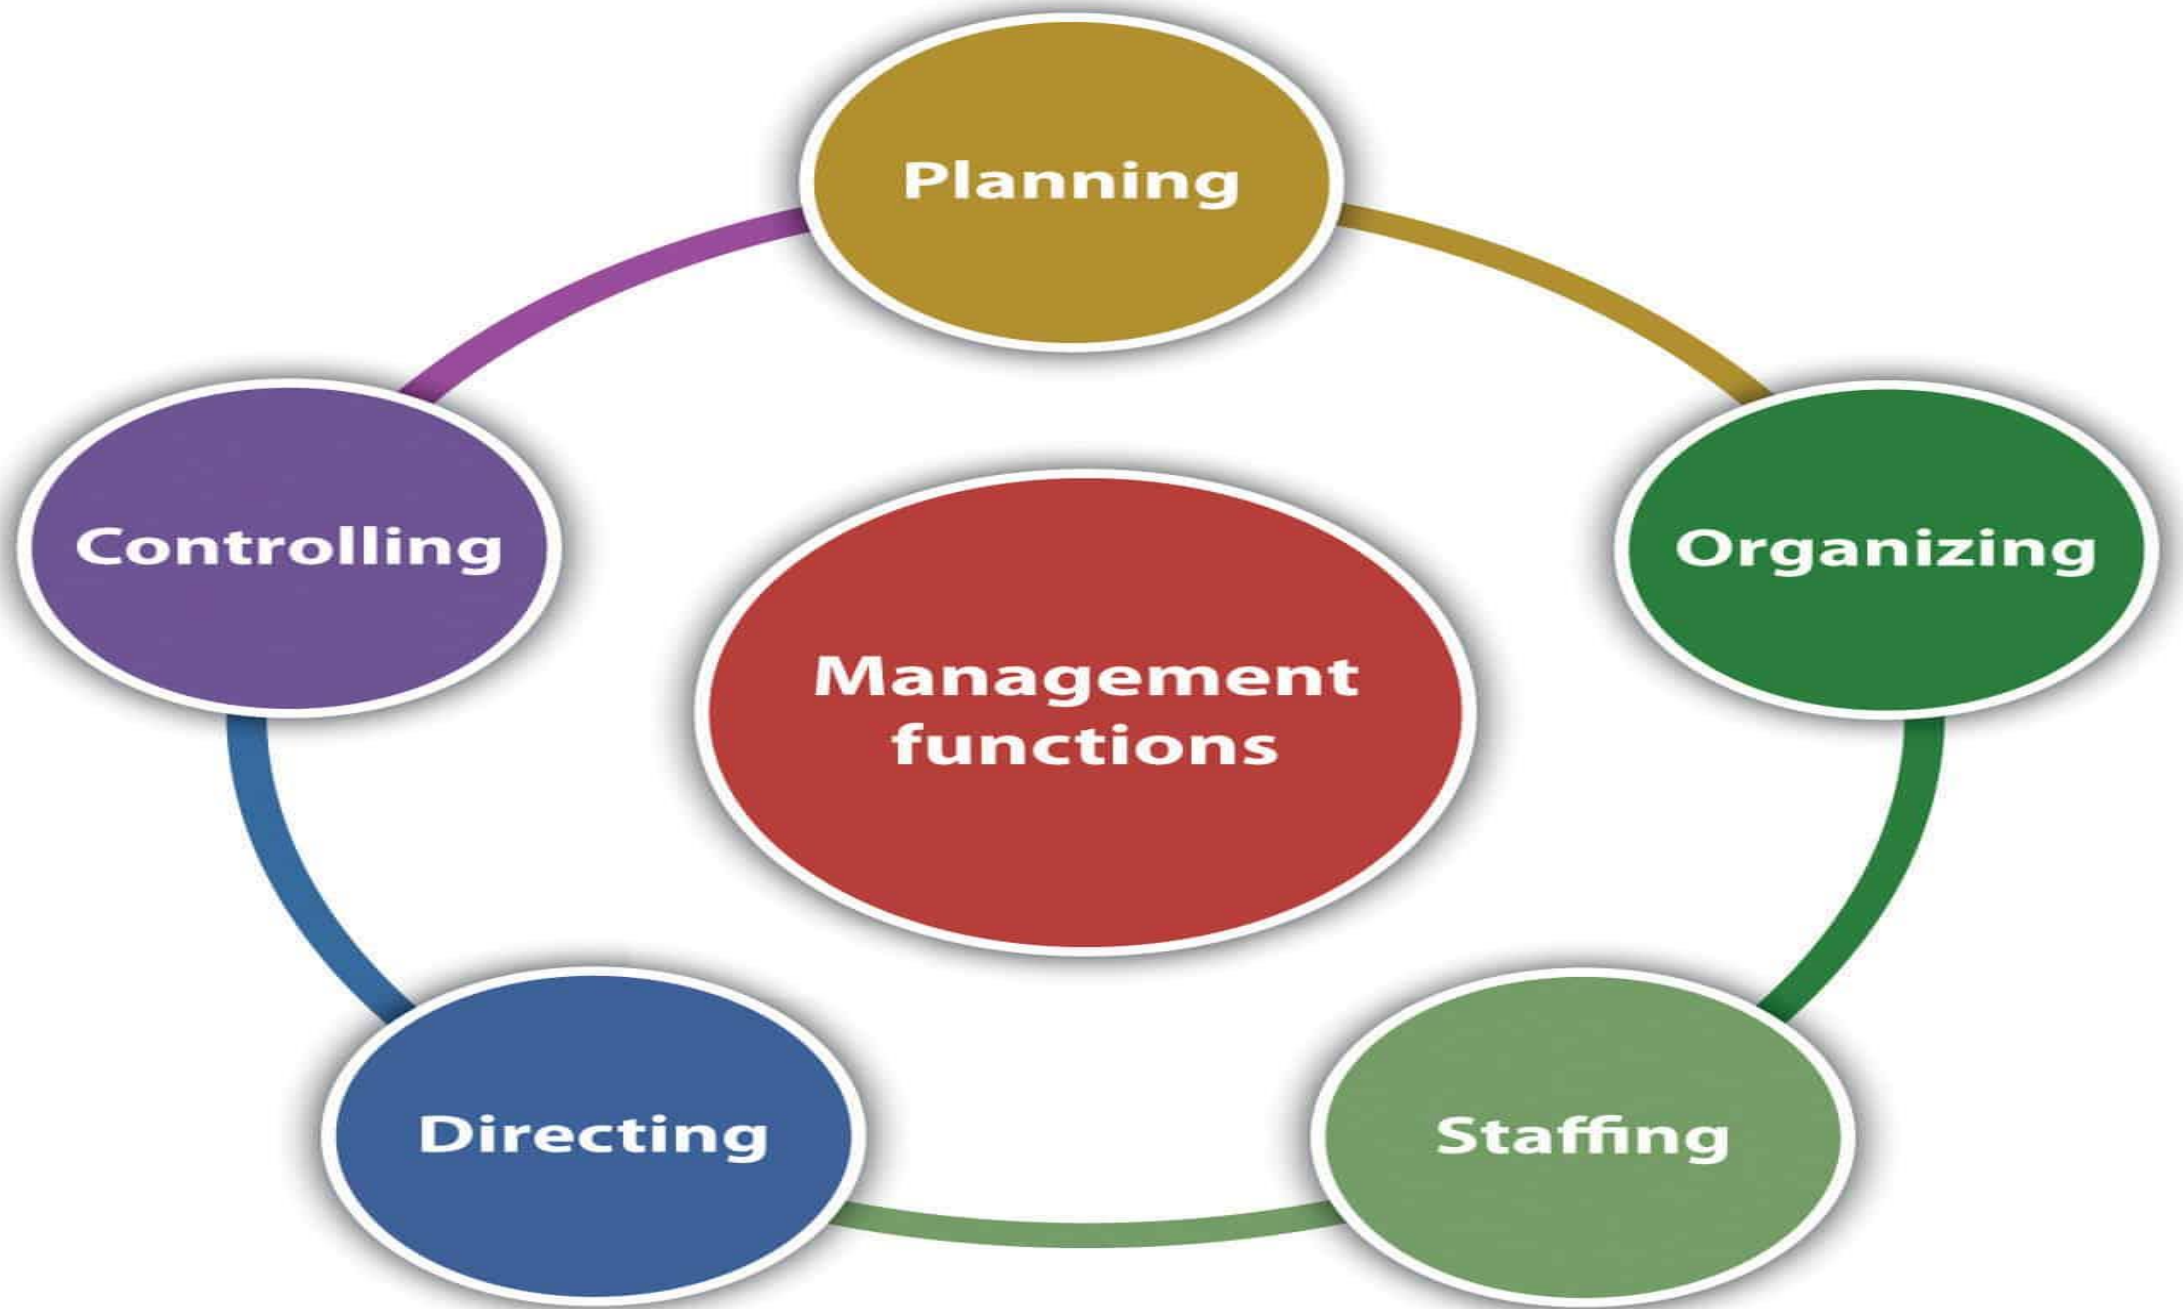 Planning
Organizing
Staffing
Directing
Controlling
Management
functions